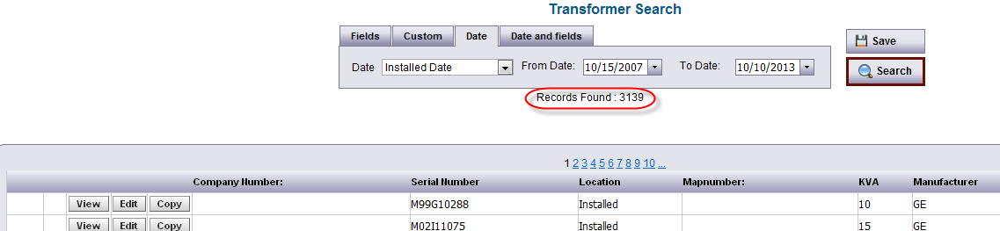 Transformer Search
Fields Custom Date Date and fields
Save
Date Installed Date From Date: 10/15/2007 To Date: 10/10/2013
Search
Records Found : 3139
1 2 3 4 5 6 7 8 9 10 ...
Company Number: Serial Number Location Mapnumber: KVA Manufacturer
View Edit Copy M99G10288 Installed 10 GE
View Edit Copy M02I11075 Installed 15 GE